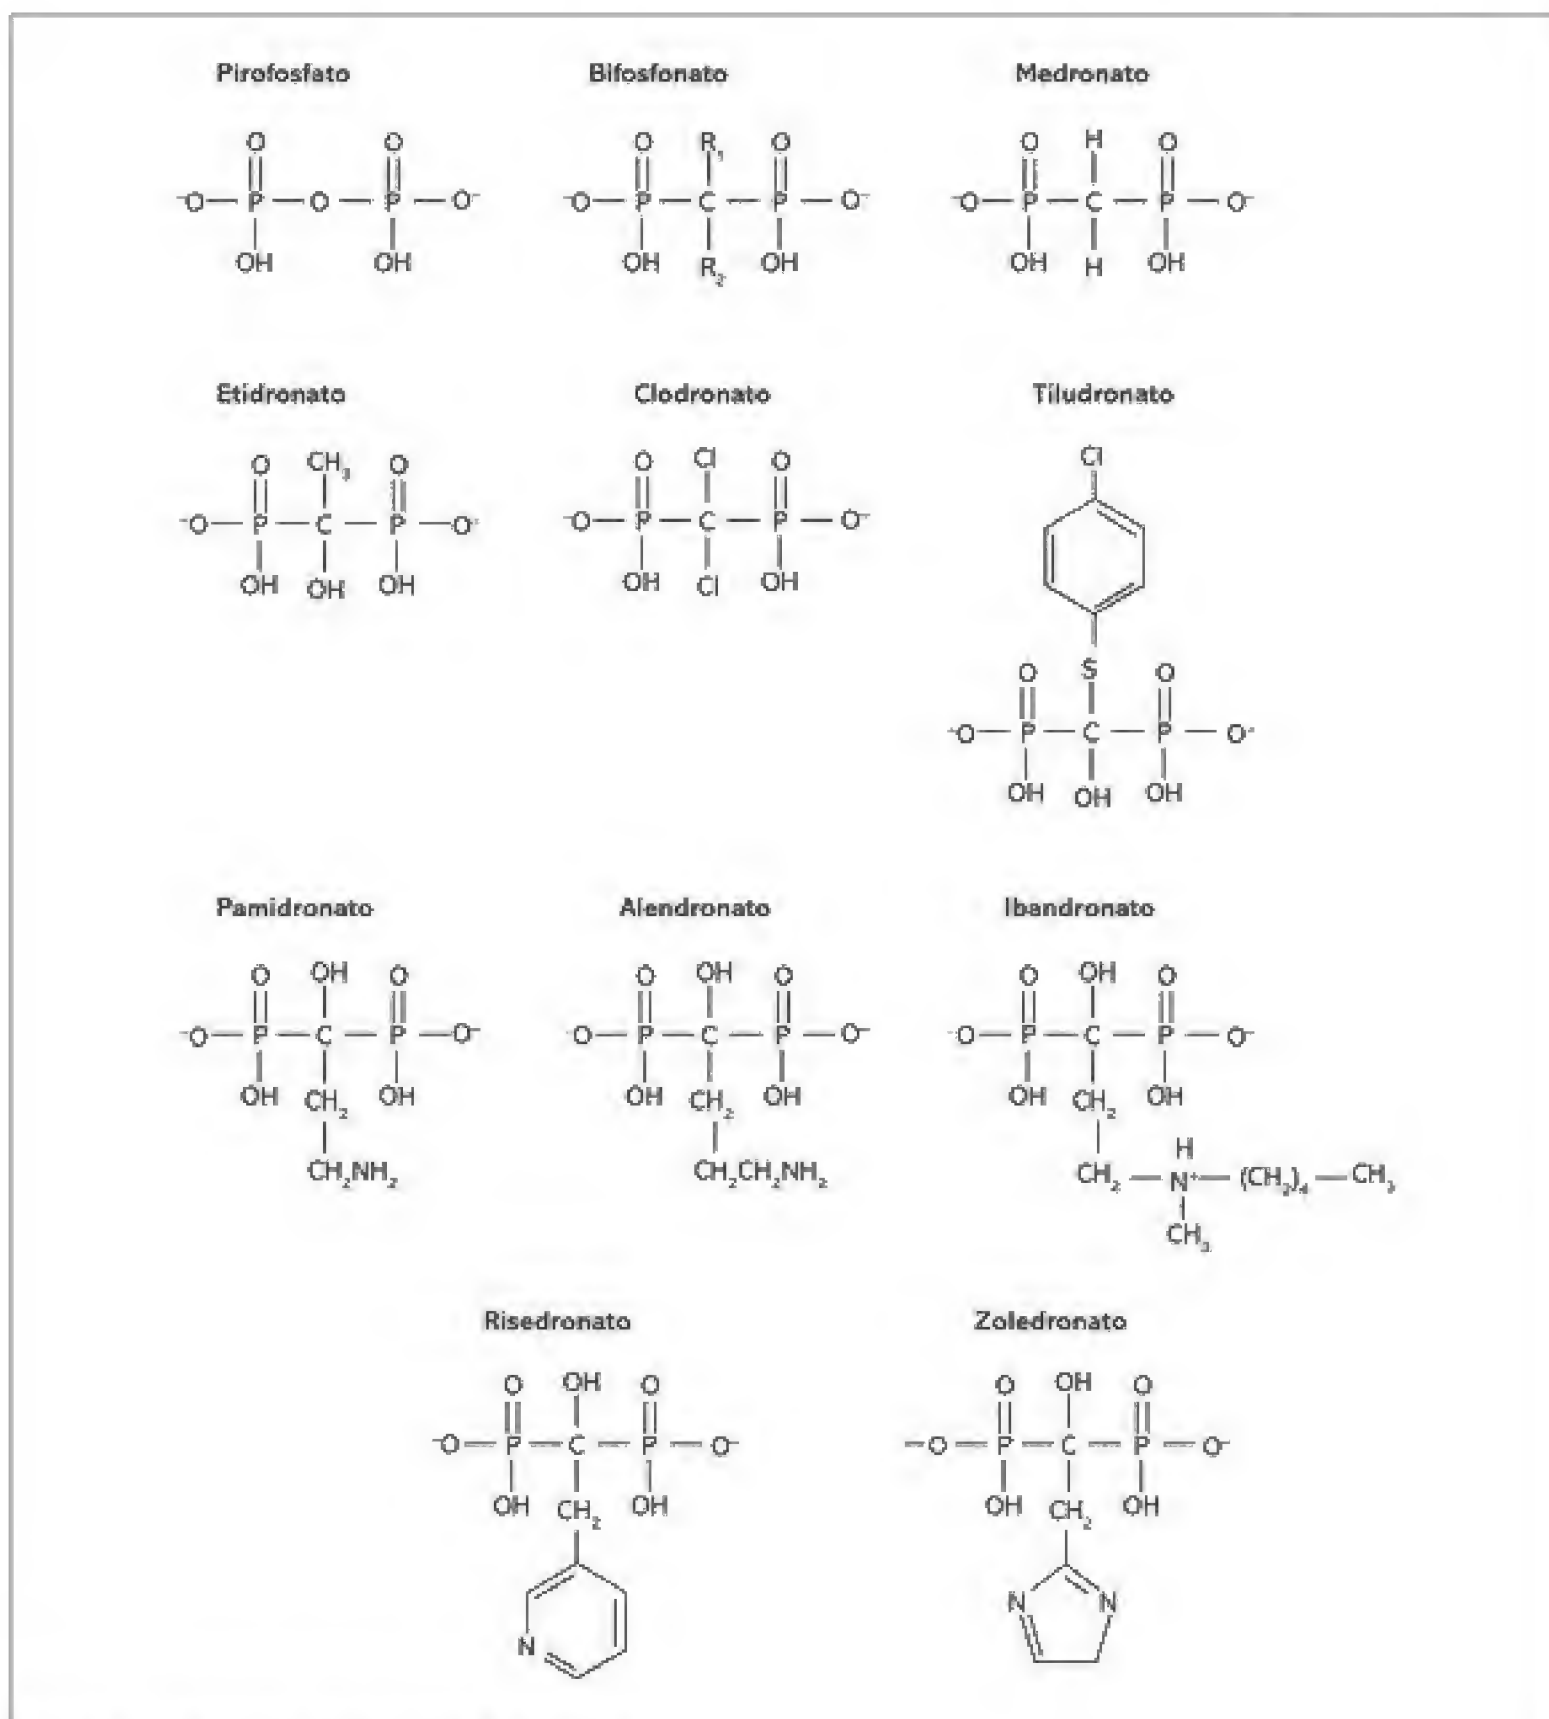 Pirofosfato Bifosfonato Medronato
O O O R₁ O O H O
⁻O P O P O⁻ ⁻O P C P O⁻ ⁻O P C P O⁻
OH OH OH R₂ OH OH H OH
Etidronato Clodronato Tiludronato
O CH₃ O O Cl O Cl
⁻O P C P O⁻ ⁻O P C P O⁻
OH OH OH OH Cl OH
O S O
⁻O P C P O⁻
OH OH OH
Pamidronato Alendronato Ibandronato
O OH O O OH O O OH O
⁻O P C P O⁻ ⁻O P C P O⁻ ⁻O P C P O⁻
OH CH₂ OH OH CH₂ OH OH CH₂ OH
H
CH₂NH₂ CH₂CH₂NH₂ CH₂ N⁺ (CH₂)₄ CH₃
CH₃
Risedronato Zoledronato
O OH O O OH O
⁻O P C P O⁻ –O P C P O⁻
OH CH₂ OH OH CH₂ OH
N N
N